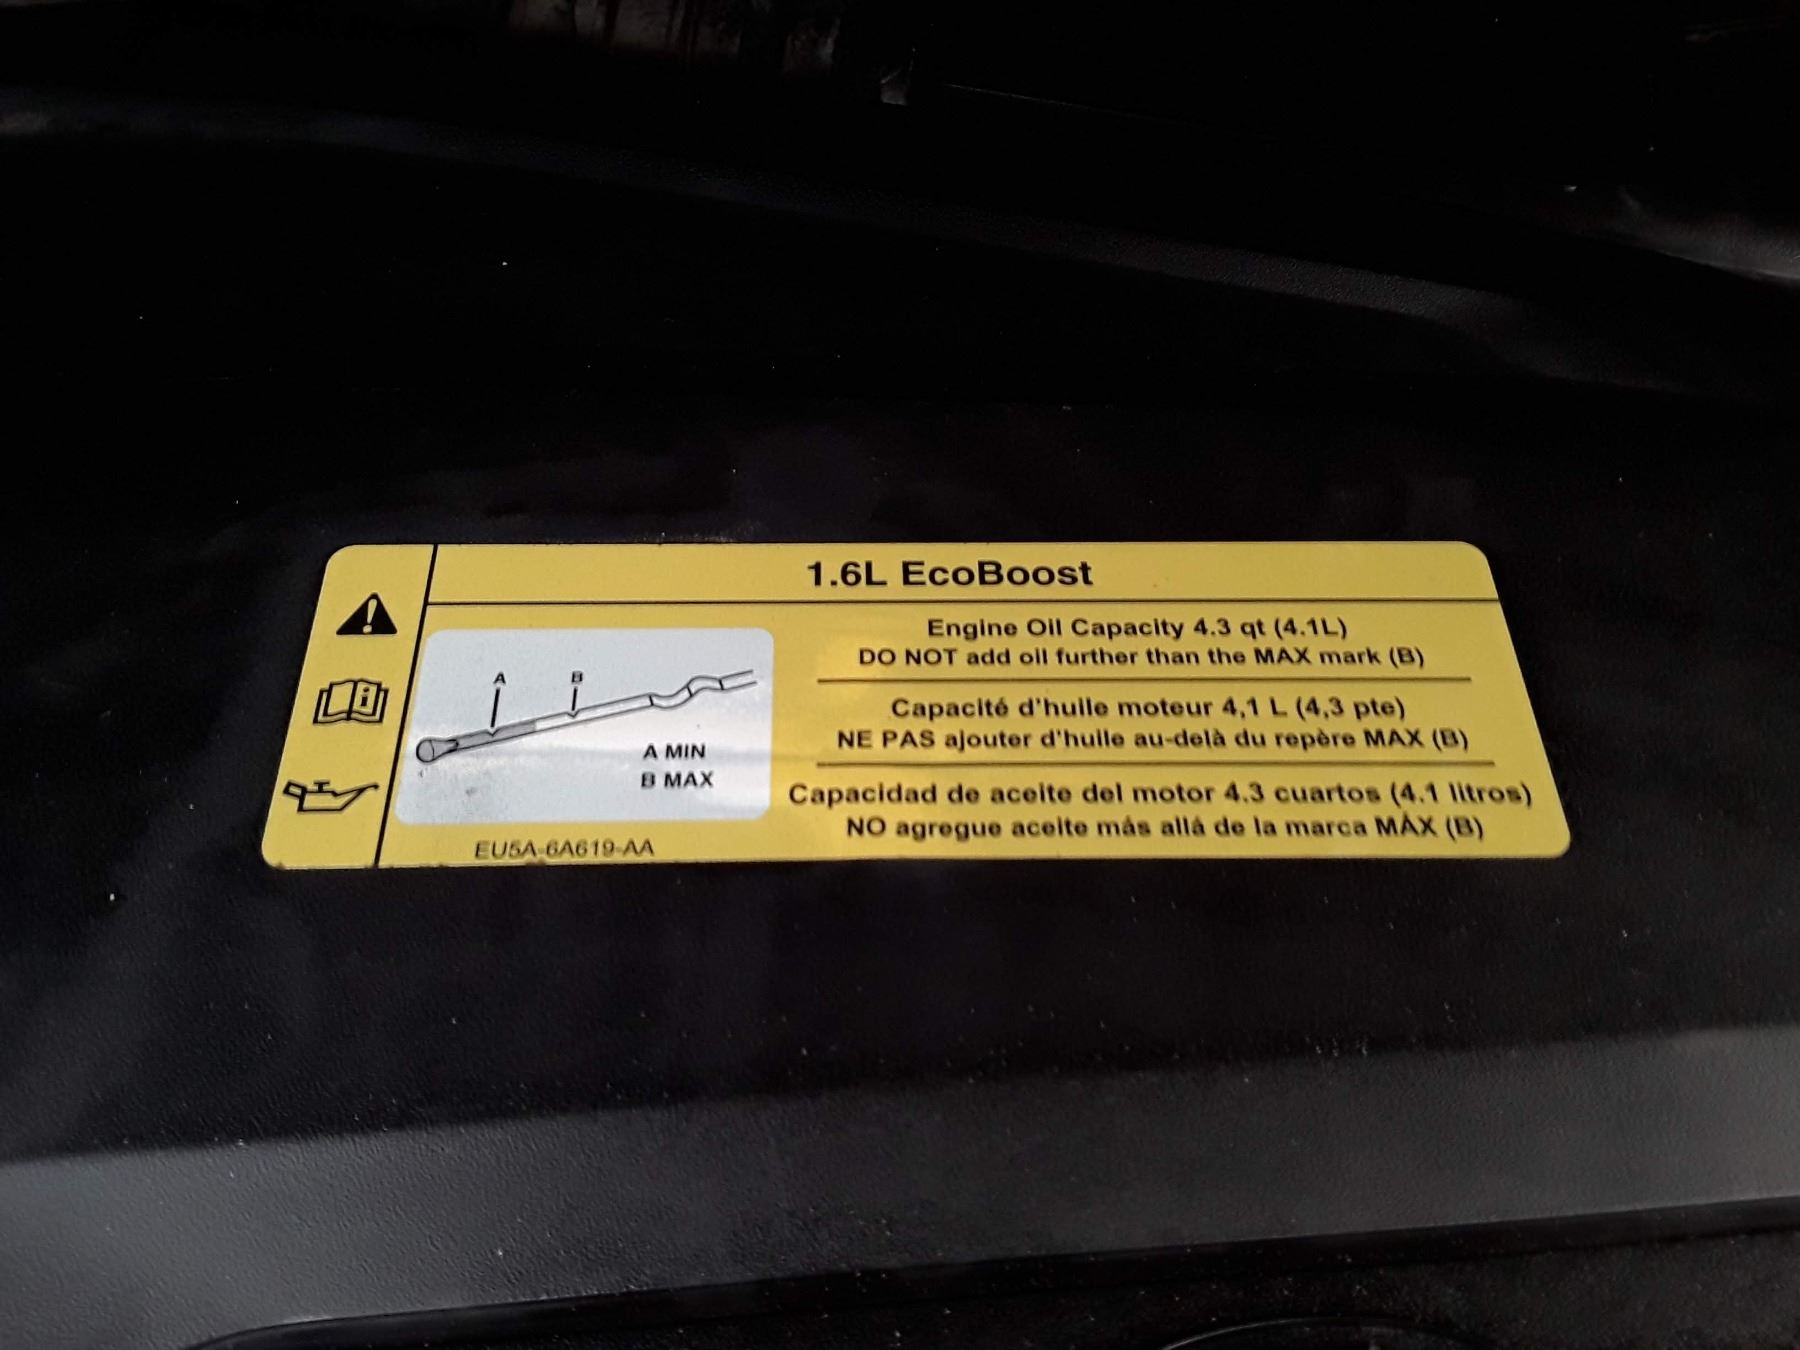 1.6L EcoBoost
A
B
A MIN
B MAX
EU5A-6A619-AA
Engine Oil Capacity 4.3 qt (4.1L)
DO NOT add oil further than the MAX mark (B)
Capacité d'huile moteur 4,1 L (4,3 pte)
NE PAS ajouter d'huile au-delà du repère MAX (B)
Capacidad de aceite del motor 4.3 cuartos (4.1 litros)
NO agregue aceite más allá de la marca MÁX (B)